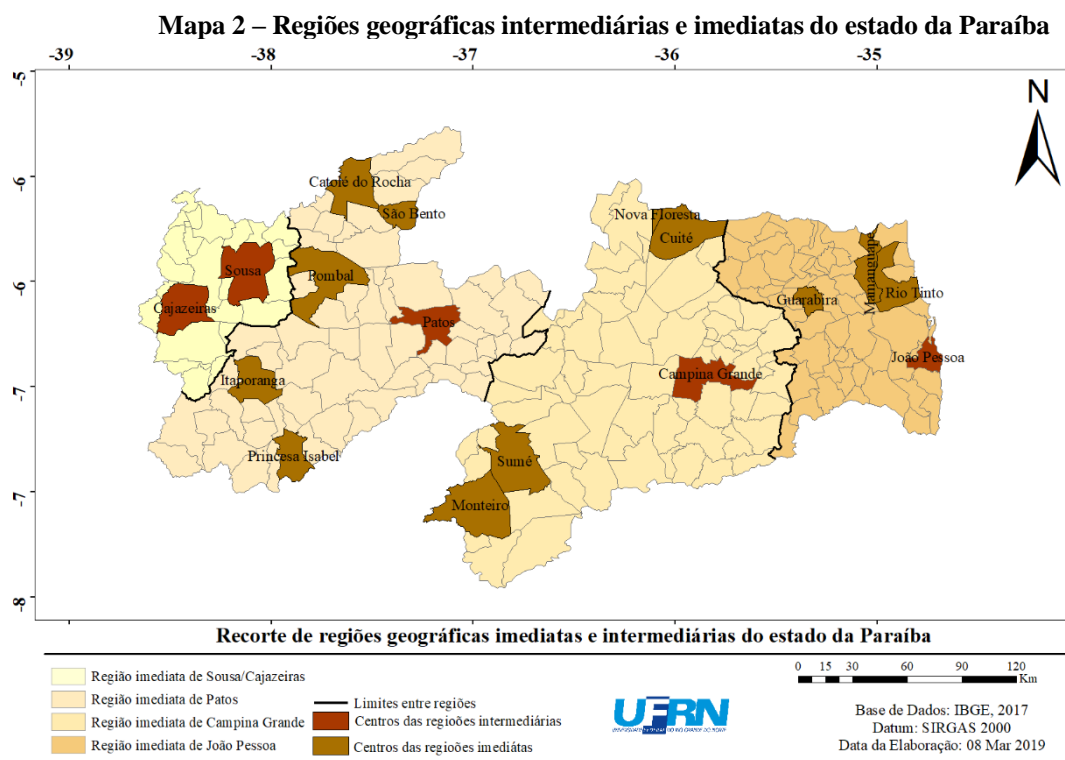 Mapa 2 – Regiões geográficas intermediárias e imediatas do estado da Paraíba
-39
-38
-37
-36
-35
-5
-6
-6
-7
-7
-8
N
Catolé do Rocha
São Bento
Nova Floresta
Cuité
Mamanguape
Sousa
Pombal
Cajazeiras
Patos
Guarabira
Rio Tinto
João Pessoa
Campina Grande
Itaporanga
Princesa Isabel
Sumé
Monteiro
Recorte de regiões geográficas imediatas e intermediárias do estado da Paraíba
Região imediata de Sousa/Cajazeiras
Região imediata de Patos
Região imediata de Campina Grande
Região imediata de João Pessoa
Limites entre regiões
Centros das regioões intermediárias
Centros das regioões imediátas
UFRN
0 15 30 60 90 120
Km
Base de Dados: IBGE, 2017
Datum: SIRGAS 2000
Data da Elaboração: 08 Mar 2019